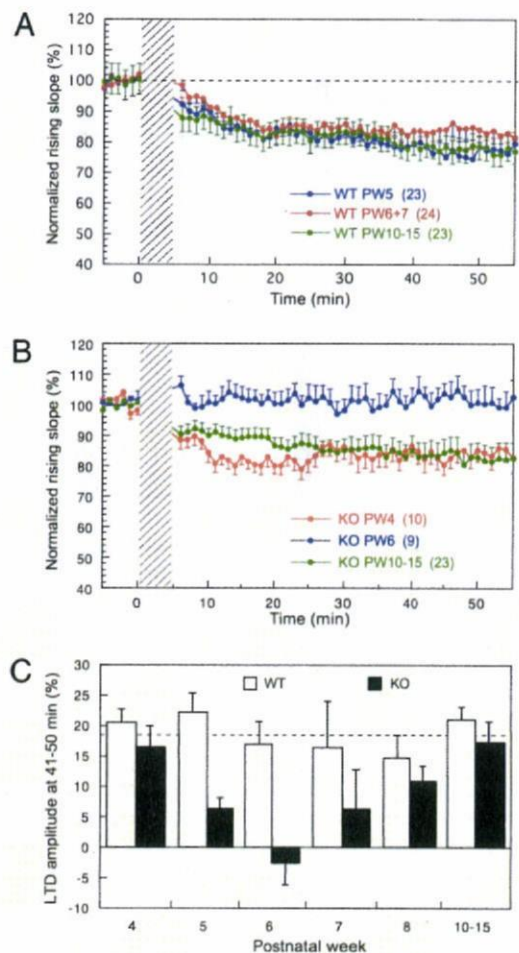 A
Normalized rising slope (%)
120
100
80
60
40
WT PW5 (23)
WT PW6+7 (24)
WT PW10-15 (23)
0
10
20
30
40
50
Time (min)
B
Normalized rising slope (%)
120
110
100
90
80
70
60
50
40
KO PW4 (10)
KO PW6 (9)
KO PW10-15 (23)
0
10
20
30
40
50
Time (min)
C
LTD amplitude at 41-50 min (%)
30
25
20
15
10
5
0
-5
-10
WT
KO
4
5
6
7
8
10-15
Postnatal week